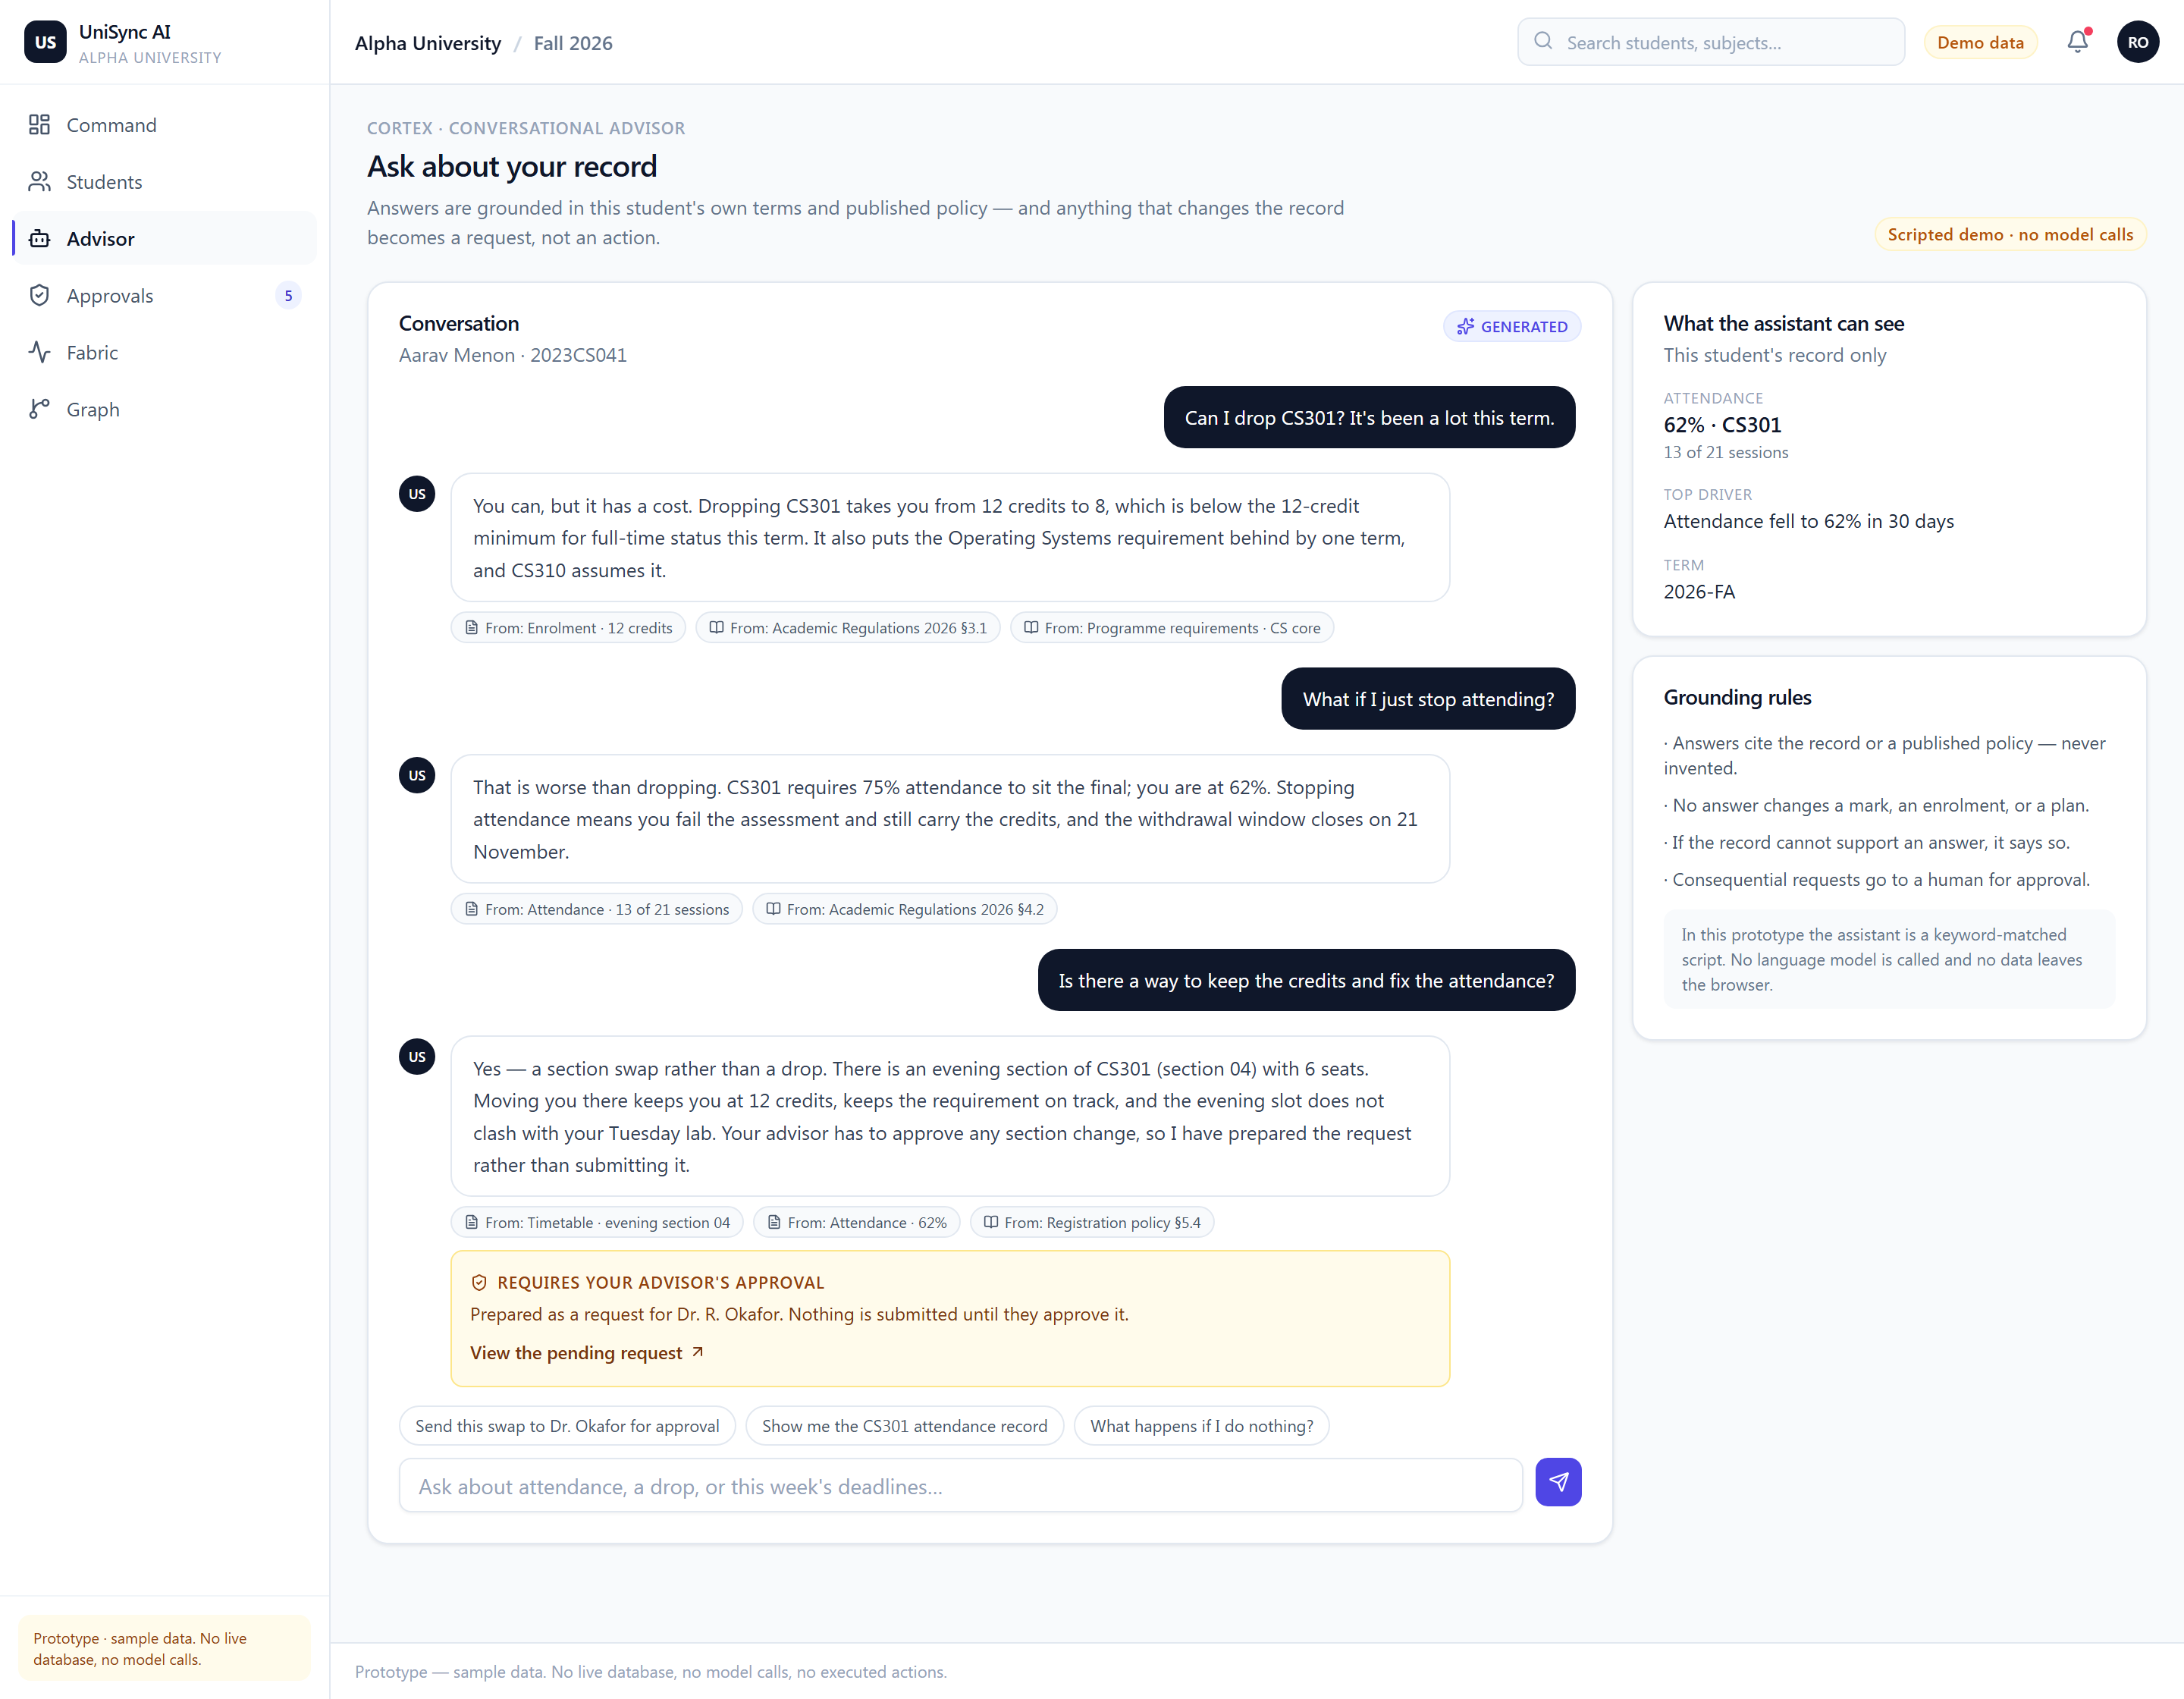 US
UniSync AI
ALPHA UNIVERSITY
Command
Students
Advisor
Approvals
5
Fabric
Graph
Prototype · sample data. No live
database, no model calls.
Alpha University / Fall 2026
Search students, subjects...
Demo data
RO
CORTEX · CONVERSATIONAL ADVISOR
Ask about your record
Answers are grounded in this student's own terms and published policy — and anything that changes the record
becomes a request, not an action.
Scripted demo · no model calls
Conversation
Aarav Menon · 2023CS041
GENERATED
Can I drop CS301? It's been a lot this term.
US
You can, but it has a cost. Dropping CS301 takes you from 12 credits to 8, which is below the 12-credit
minimum for full-time status this term. It also puts the Operating Systems requirement behind by one term,
and CS310 assumes it.
From: Enrolment · 12 credits
From: Academic Regulations 2026 §3.1
From: Programme requirements · CS core
What if I just stop attending?
US
That is worse than dropping. CS301 requires 75% attendance to sit the final; you are at 62%. Stopping
attendance means you fail the assessment and still carry the credits, and the withdrawal window closes on 21
November.
From: Attendance · 13 of 21 sessions
From: Academic Regulations 2026 §4.2
Is there a way to keep the credits and fix the attendance?
US
Yes — a section swap rather than a drop. There is an evening section of CS301 (section 04) with 6 seats.
Moving you there keeps you at 12 credits, keeps the requirement on track, and the evening slot does not
clash with your Tuesday lab. Your advisor has to approve any section change, so I have prepared the request
rather than submitting it.
From: Timetable · evening section 04
From: Attendance · 62%
From: Registration policy §5.4
REQUIRES YOUR ADVISOR'S APPROVAL
Prepared as a request for Dr. R. Okafor. Nothing is submitted until they approve it.
View the pending request
Send this swap to Dr. Okafor for approval
Show me the CS301 attendance record
What happens if I do nothing?
Ask about attendance, a drop, or this week's deadlines...
What the assistant can see
This student's record only
ATTENDANCE
62% · CS301
13 of 21 sessions
TOP DRIVER
Attendance fell to 62% in 30 days
TERM
2026-FA
Grounding rules
· Answers cite the record or a published policy — never
invented.
· No answer changes a mark, an enrolment, or a plan.
· If the record cannot support an answer, it says so.
· Consequential requests go to a human for approval.
In this prototype the assistant is a keyword-matched
script. No language model is called and no data leaves
the browser.
Prototype — sample data. No live database, no model calls, no executed actions.